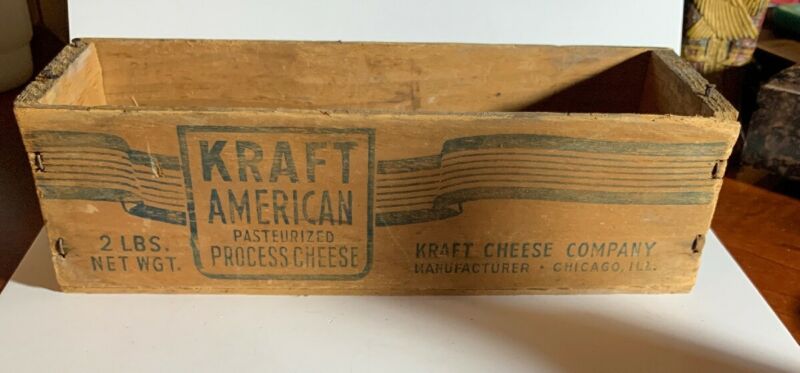 KRAFT
AMERICAN
PASTEURIZED
PROCESS CHEESE
2 LBS.
NET WGT.
KRAFT CHEESE COMPANY
MANUFACTURER • CHICAGO, ILL.